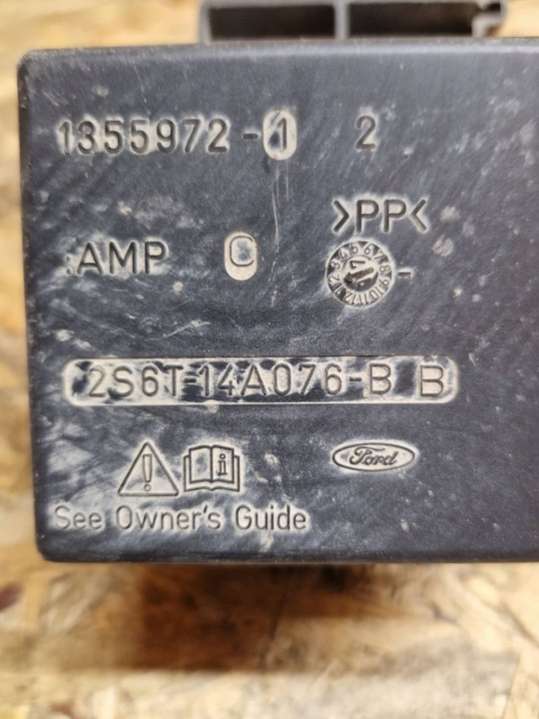 1355972-1 2
>PP<
:AMP C
2S6T-14A076-B B
Ford
See Owner's Guide